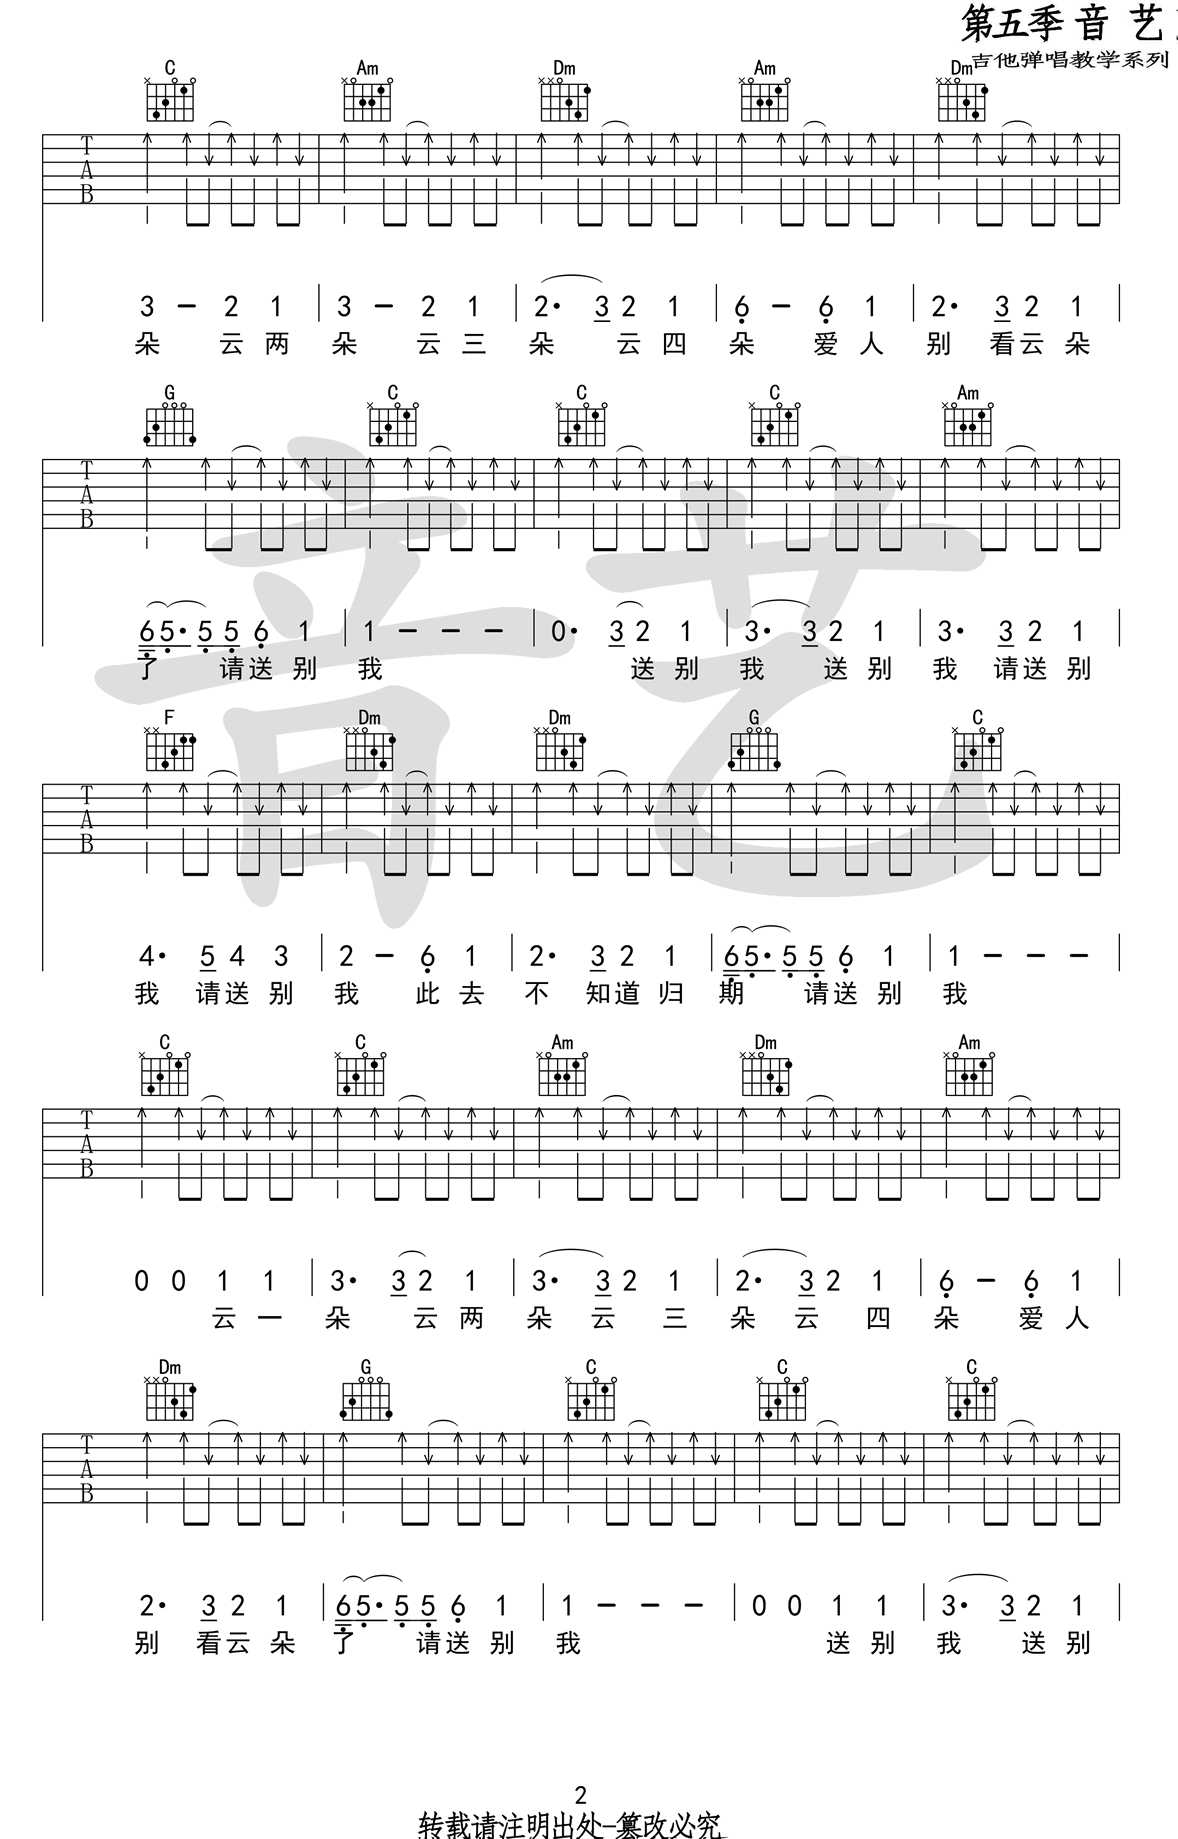 第五季 音 艺
吉他弹唱教学系列
C Am Dm Am Dm
T
A
B
3 - 2 1 3 - 2 1 2· 3 2 1 6 - 6 1 2· 3 2 1
朵 云 两 朵 云 三 朵 云 四 朵 爱 人 别 看 云 朵
G C C C Am
T
A
B
6 5· 5 5 6 1 1 - - - 0· 3 2 1 3· 3 2 1 3· 3 2 1
了 请 送 别 我 送 别 我 送 别 我 请 送 别
音艺
F Dm Dm G C
T
A
B
4· 5 4 3 2 - 6 1 2· 3 2 1 6 5· 5 5 6 1 1 - - -
我 请 送 别 我 此 去 不 知 道 归 期 请 送 别 我
C C Am Dm Am
T
A
B
0 0 1 1 3· 3 2 1 3· 3 2 1 2· 3 2 1 6 - 6 1
云 一 朵 云 两 朵 云 三 朵 云 四 朵 爱 人
Dm G C C C
T
A
B
2· 3 2 1 6 5· 5 5 6 1 1 - - - 0 0 1 1 3· 3 2 1
别 看 云 朵 了 请 送 别 我 送 别 我 送 别
2
转载请注明出处-篡改必究